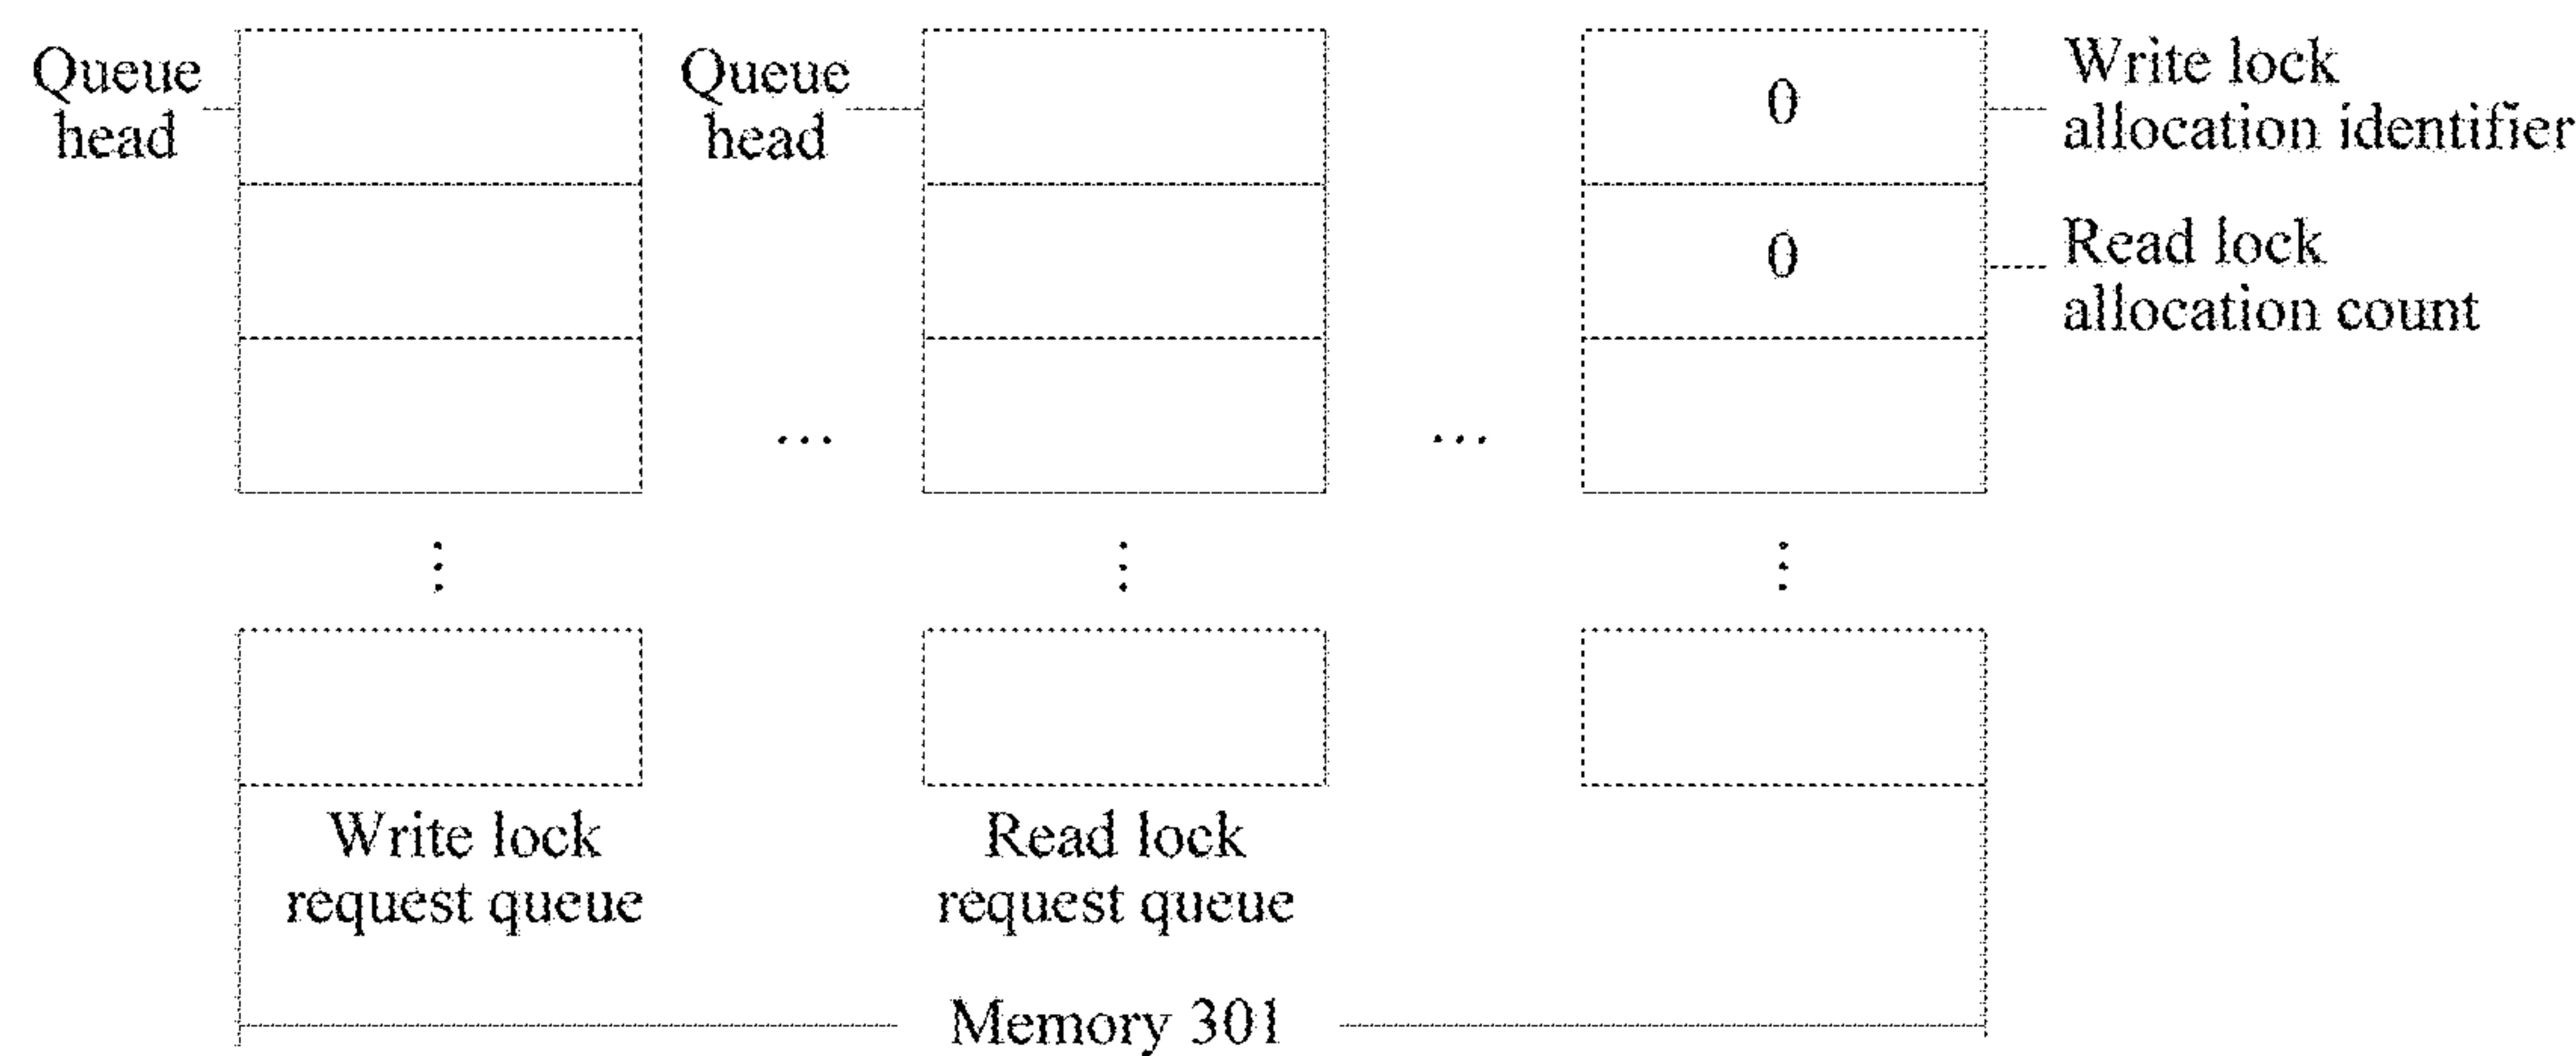 Queue
head
Queue
head
0
Write lock
allocation identifier
0
Read lock
allocation count
...
...
Write lock
request queue
Read lock
request queue
Memory 301